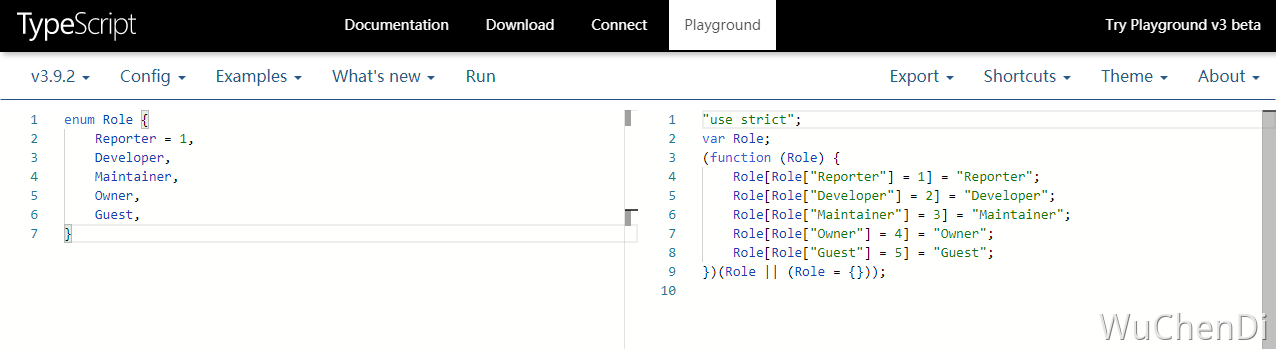 TypeScript Documentation Download Connect Playground Try Playground v3 beta
v3.9.2 Config Examples What's new Run Export Shortcuts Theme About
1 enum Role {
2     Reporter = 1,
3     Developer,
4     Maintainer,
5     Owner,
6     Guest,
7 }
1 "use strict";
2 var Role;
3 (function (Role) {
4     Role[Role["Reporter"] = 1] = "Reporter";
5     Role[Role["Developer"] = 2] = "Developer";
6     Role[Role["Maintainer"] = 3] = "Maintainer";
7     Role[Role["Owner"] = 4] = "Owner";
8     Role[Role["Guest"] = 5] = "Guest";
9 })(Role || (Role = {}));
10
WuChenDi